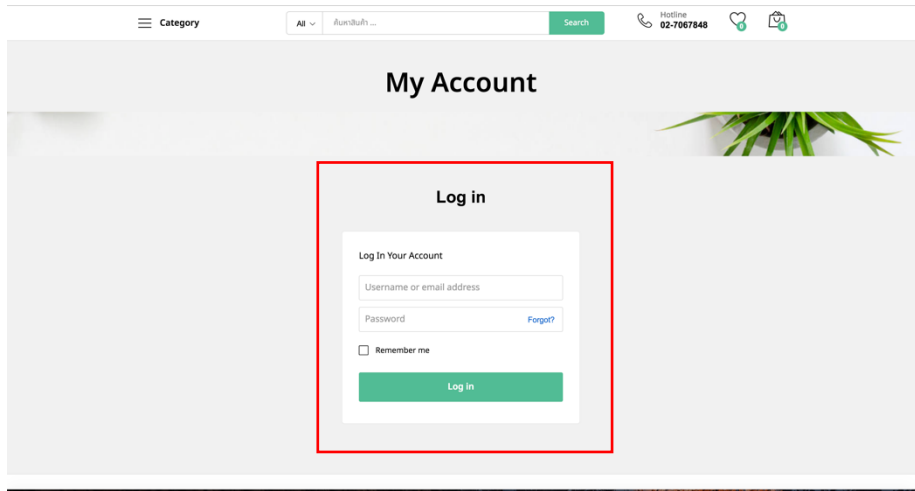 Category
All
ค้นหาสินค้า ...
Search
Hotline
02-7067848
0
0
My Account
Log in
Log In Your Account
Username or email address
Password
Forgot?
Remember me
Log in